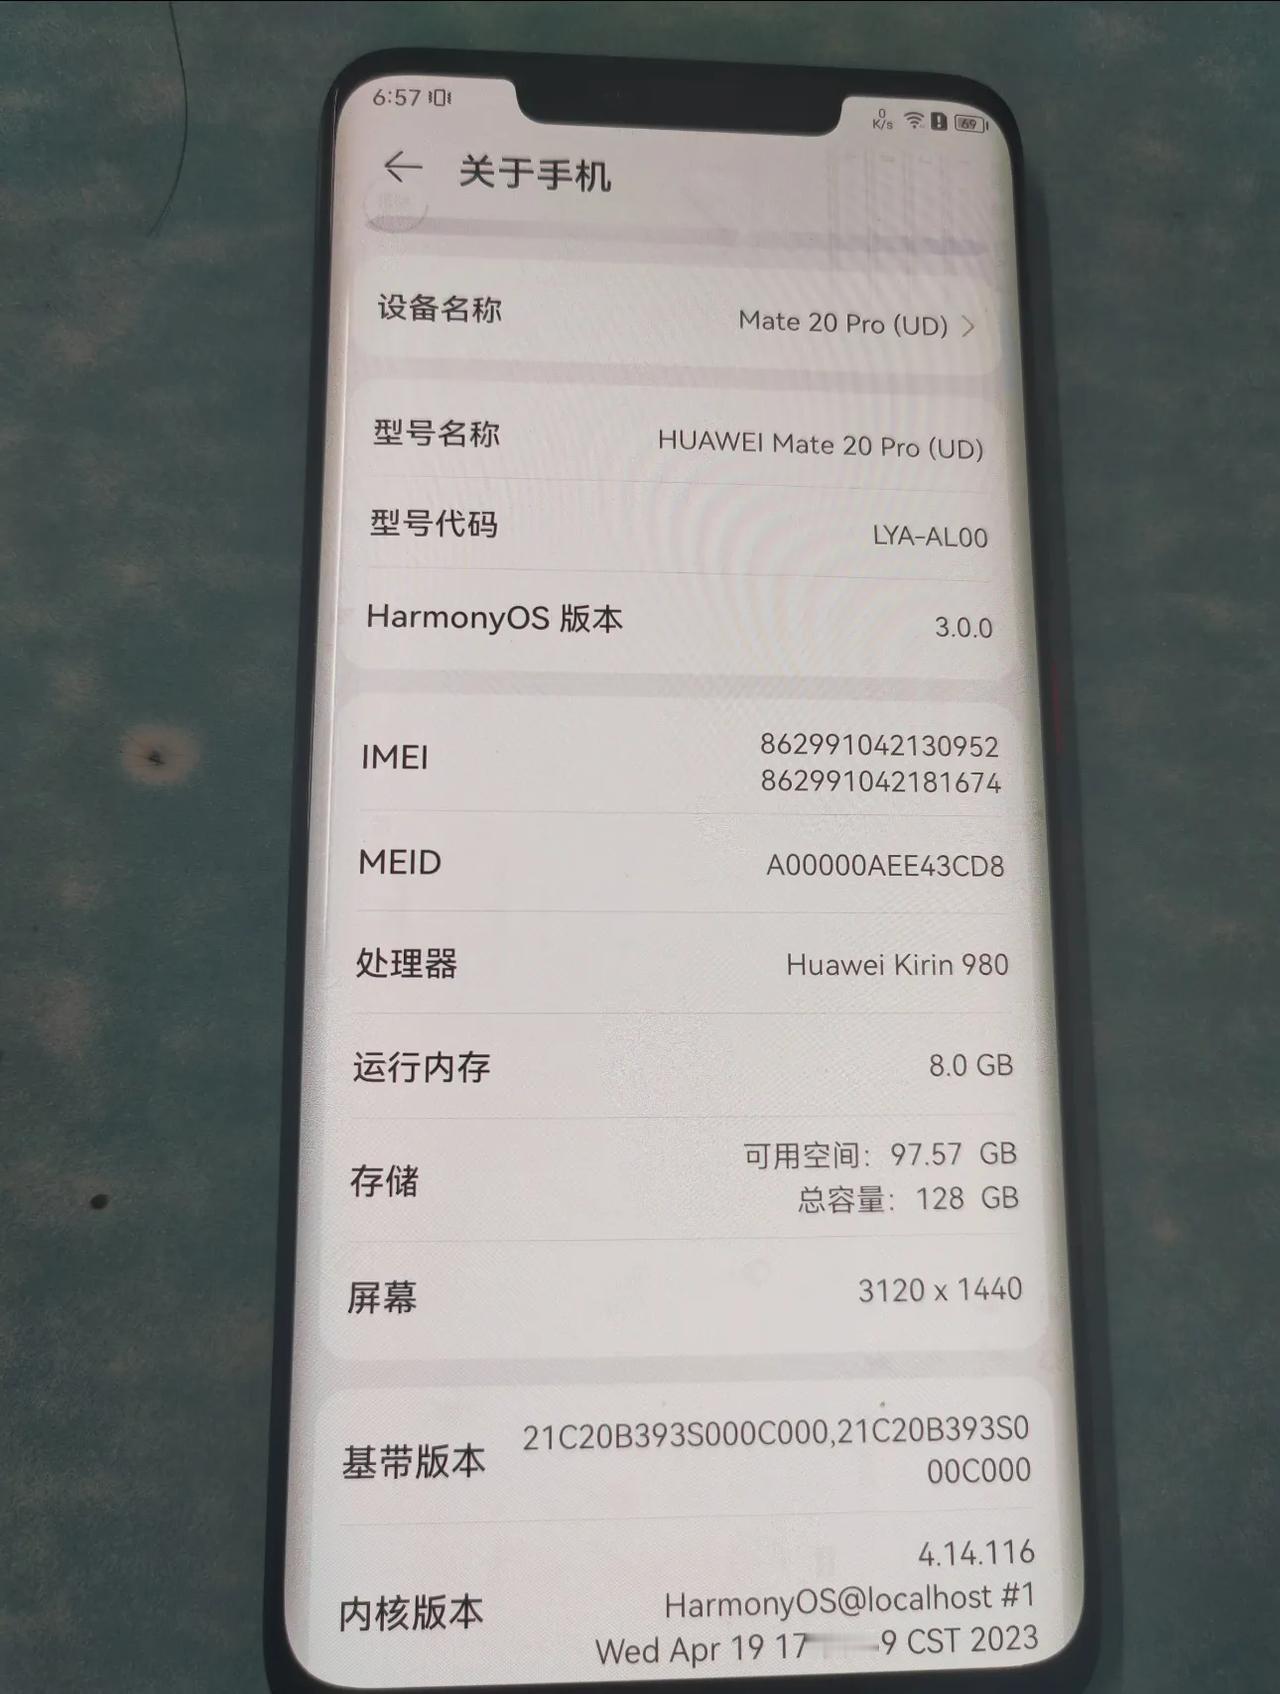 6:57
0
K/s
69
关于手机
设备名称
Mate 20 Pro (UD)
型号名称
HUAWEI Mate 20 Pro (UD)
型号代码
LYA-AL00
HarmonyOS 版本
3.0.0
IMEI
862991042130952
862991042181674
MEID
A00000AEE43CD8
处理器
Huawei Kirin 980
运行内存
8.0 GB
存储
可用空间: 97.57 GB
总容量: 128 GB
屏幕
3120 x 1440
基带版本
21C20B393S000C000,21C20B393S0
00C000
内核版本
4.14.116
HarmonyOS@localhost #1
Wed Apr 19 17 9 CST 2023